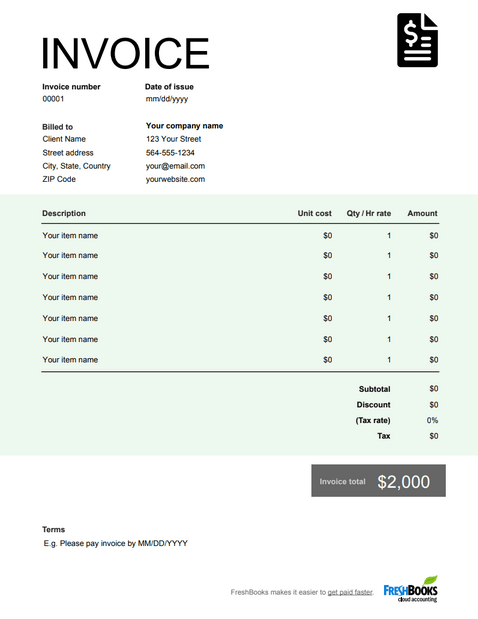 INVOICE
$
Invoice number Date of issue
00001 mm/dd/yyyy
Billed to Your company name
Client Name 123 Your Street
Street address 564-555-1234
City, State, Country your@email.com
ZIP Code yourwebsite.com
Description Unit cost Qty / Hr rate Amount
Your item name $0 1 $0
Your item name $0 1 $0
Your item name $0 1 $0
Your item name $0 1 $0
Your item name $0 1 $0
Your item name $0 1 $0
Your item name $0 1 $0
Subtotal $0
Discount $0
(Tax rate) 0%
Tax $0
Invoice total $2,000
Terms
E.g. Please pay invoice by MM/DD/YYYY
FreshBooks makes it easier to get paid faster. FRESHBOOKS
cloud accounting